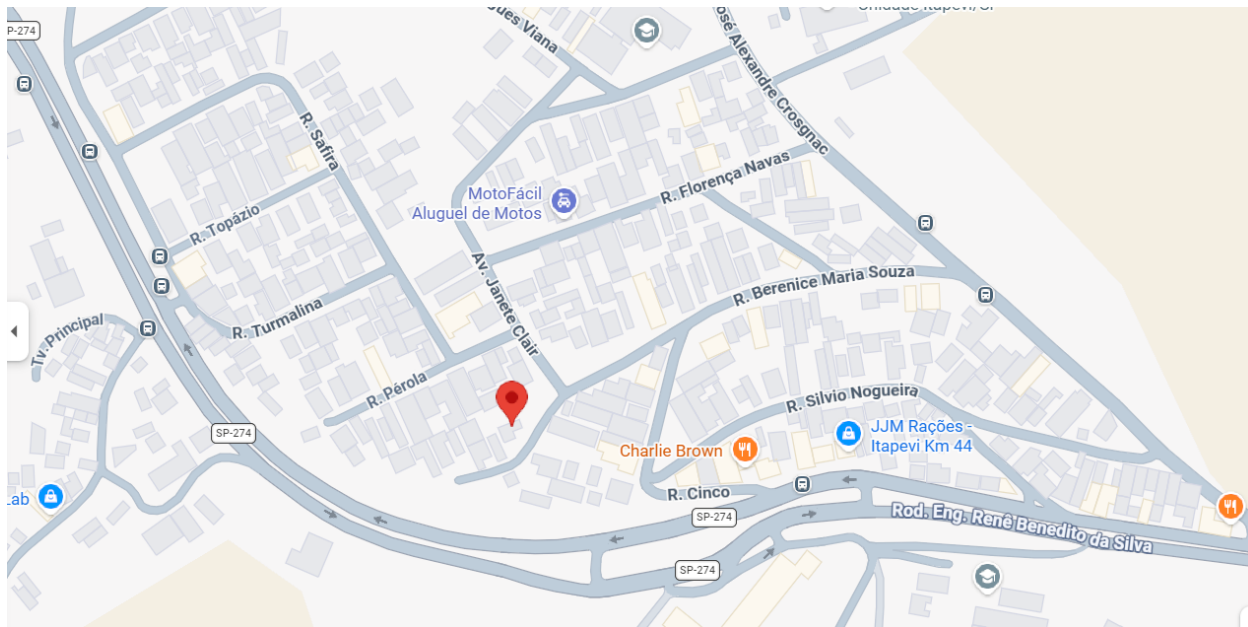 P-274
Unidade Itapevi/SP
ues Viana
José Alexandre Crosgnac
R. Safira
R. Florença Navas
MotoFácil
Aluguel de Motos
R. Topázio
Av. Janete Clair
R. Berenice Maria Souza
R. Turmalina
Tv. Principal
R. Pérola
R. Silvio Nogueira
SP-274
JJM Rações -
Itapevi Km 44
Charlie Brown
R. Cinco
Lab
SP-274
Rod. Eng. Renê Benedito da Silva
SP-274